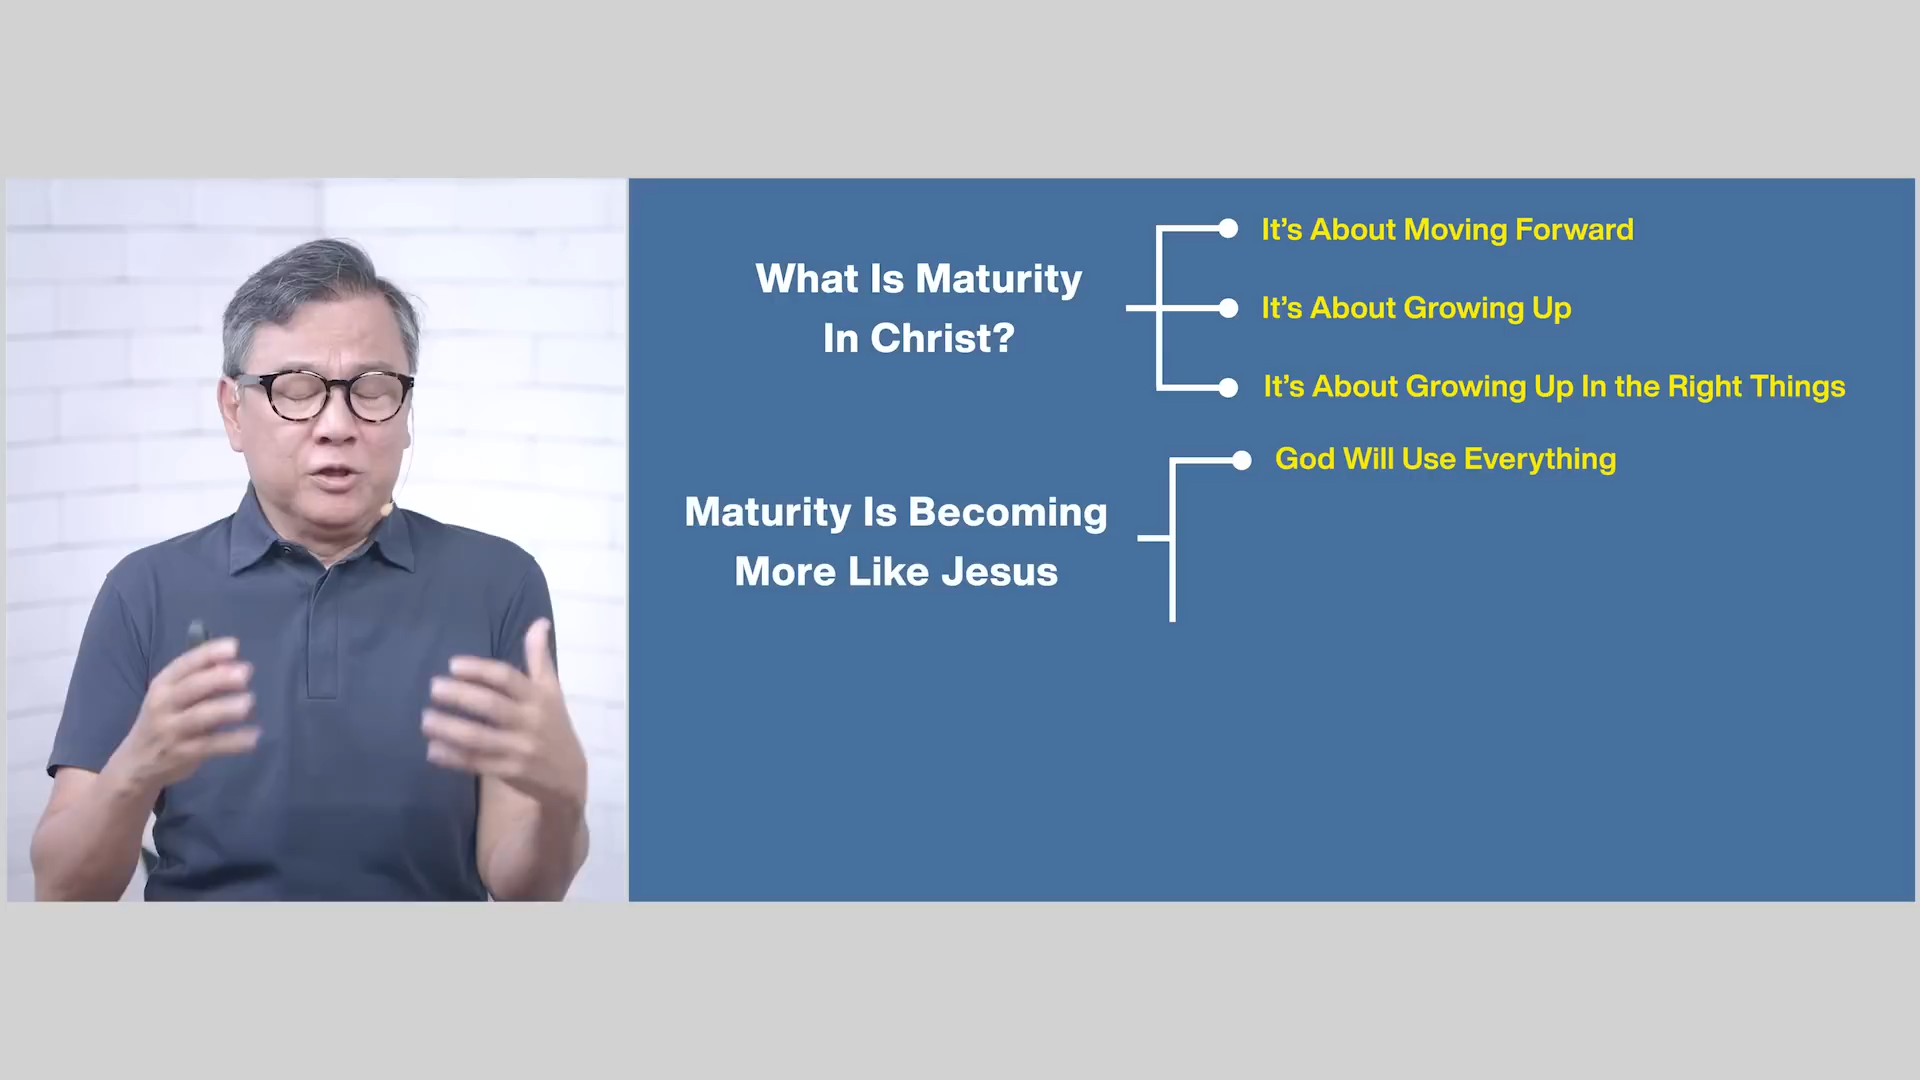 What Is Maturity
In Christ?
It's About Moving Forward
It's About Growing Up
It's About Growing Up In the Right Things
Maturity Is Becoming
More Like Jesus
God Will Use Everything